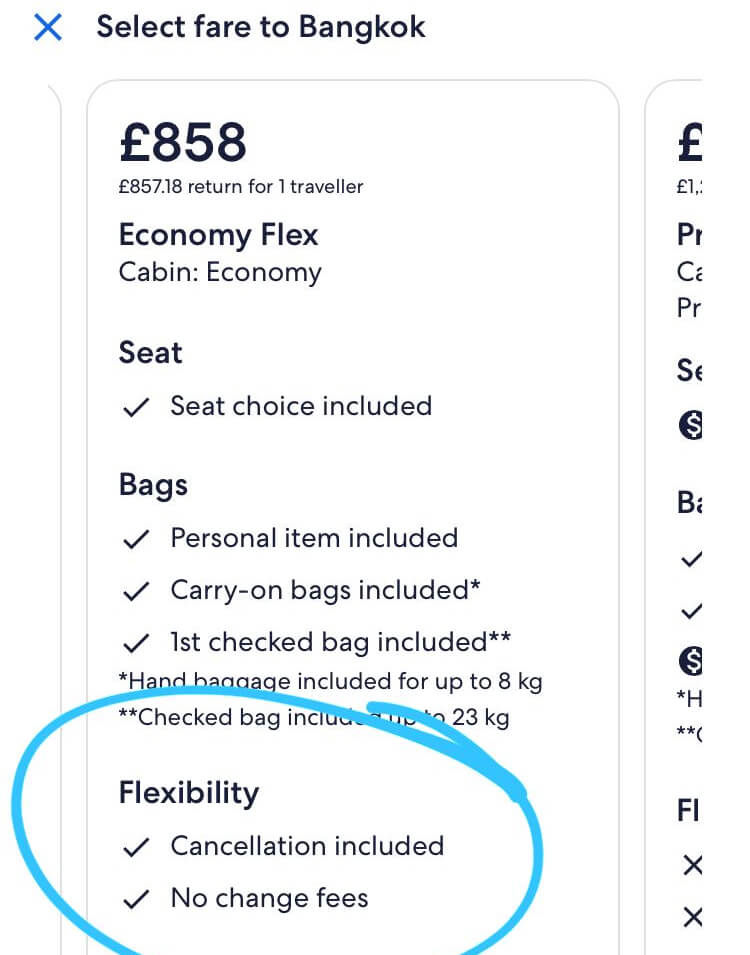 Select fare to Bangkok
£858
£857.18 return for 1 traveller
Economy Flex
Cabin: Economy
Seat
Seat choice included
Bags
Personal item included
Carry-on bags included*
1st checked bag included**
*Hand baggage included for up to 8 kg
**Checked bag included up to 23 kg
Flexibility
Cancellation included
No change fees
£
£1,
Pr
Ca
Pr
Se
$
Ba
$
*H
**
Fl